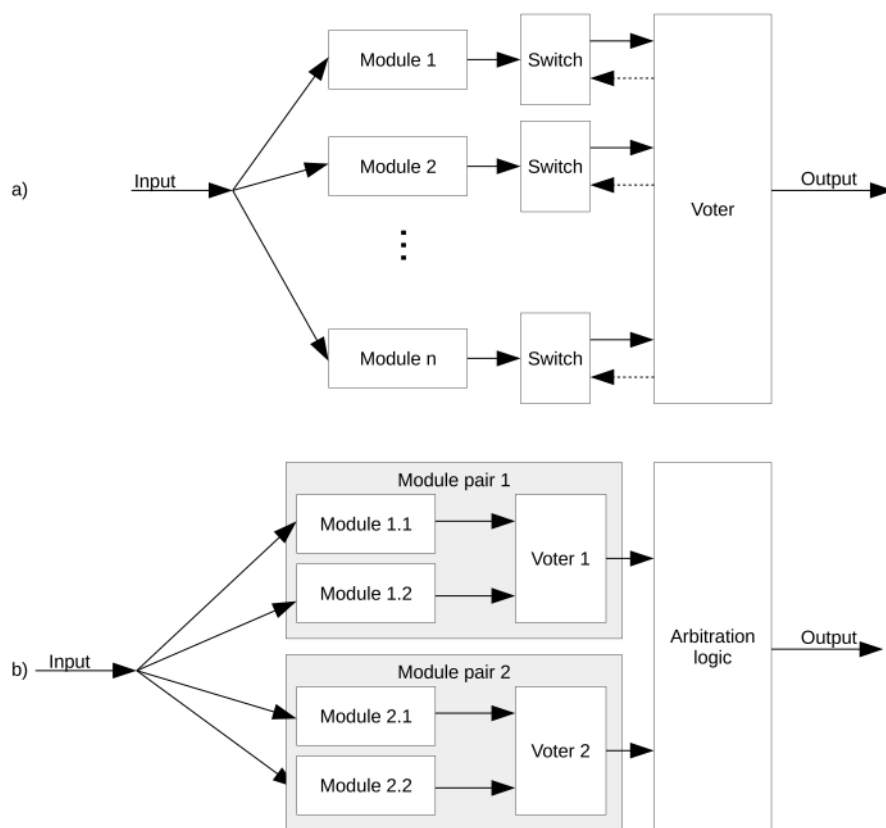 Module 1
Switch
Module 2
Switch
a)
Input
Voter
Output
...
Module n
Switch
Module pair 1
Module 1.1
Voter 1
Module 1.2
b)
Input
Arbitration
logic
Output
Module pair 2
Module 2.1
Voter 2
Module 2.2